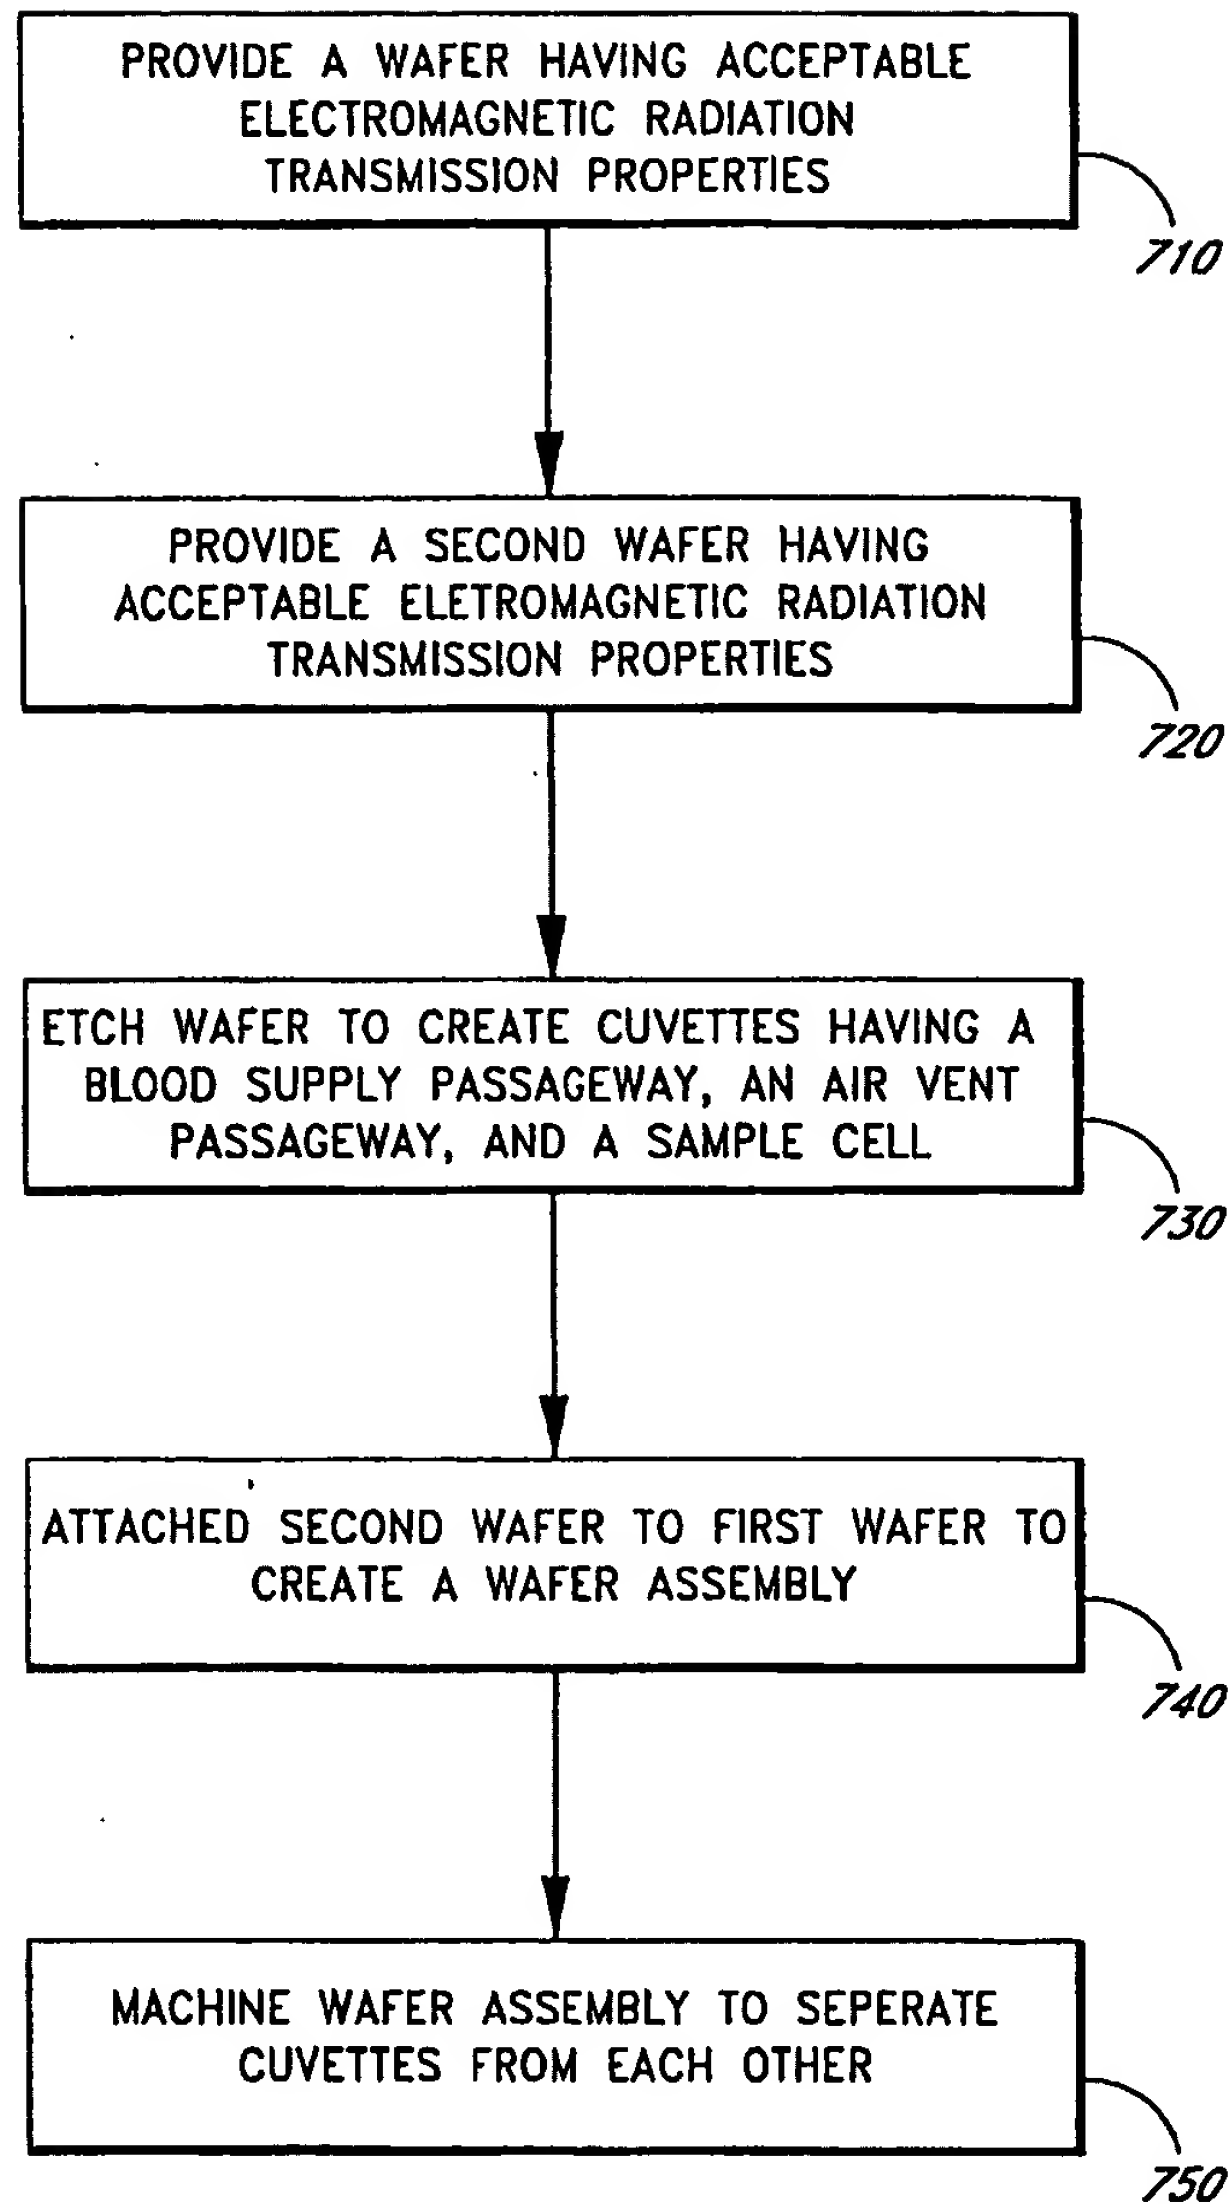 PROVIDE A WAFER HAVING ACCEPTABLE
ELECTROMAGNETIC RADIATION
TRANSMISSION PROPERTIES
710
PROVIDE A SECOND WAFER HAVING
ACCEPTABLE ELETROMAGNETIC RADIATION
TRANSMISSION PROPERTIES
720
ETCH WAFER TO CREATE CUVETTES HAVING A
BLOOD SUPPLY PASSAGEWAY, AN AIR VENT
PASSAGEWAY, AND A SAMPLE CELL
730
ATTACHED SECOND WAFER TO FIRST WAFER TO
CREATE A WAFER ASSEMBLY
740
MACHINE WAFER ASSEMBLY TO SEPERATE
CUVETTES FROM EACH OTHER
750